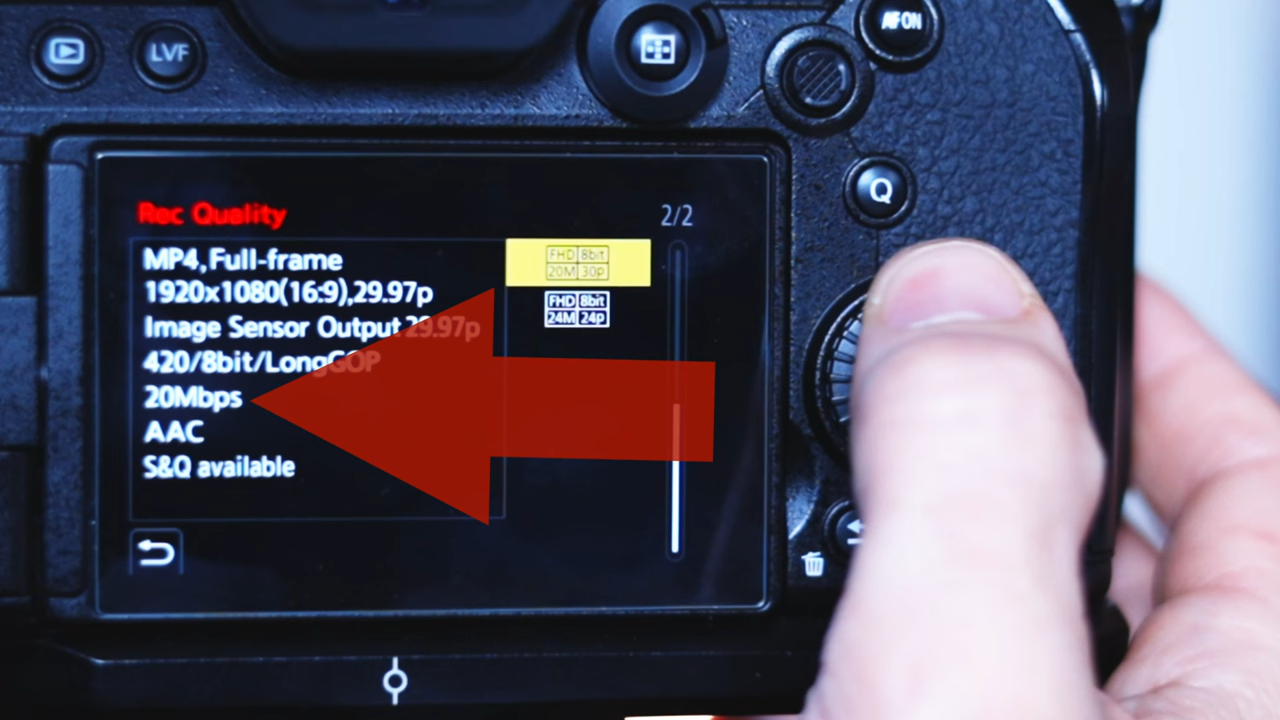 LVF
AF ON
Q
Rec Quality
2/2
MP4,Full-frame
1920x1080(16:9),29.97p
Image Sensor Output 29.97p
420/8bit/LongGOP
20Mbps
AAC
S&Q available
FHD 8bit
20M 30p
FHD 8bit
24M 24p